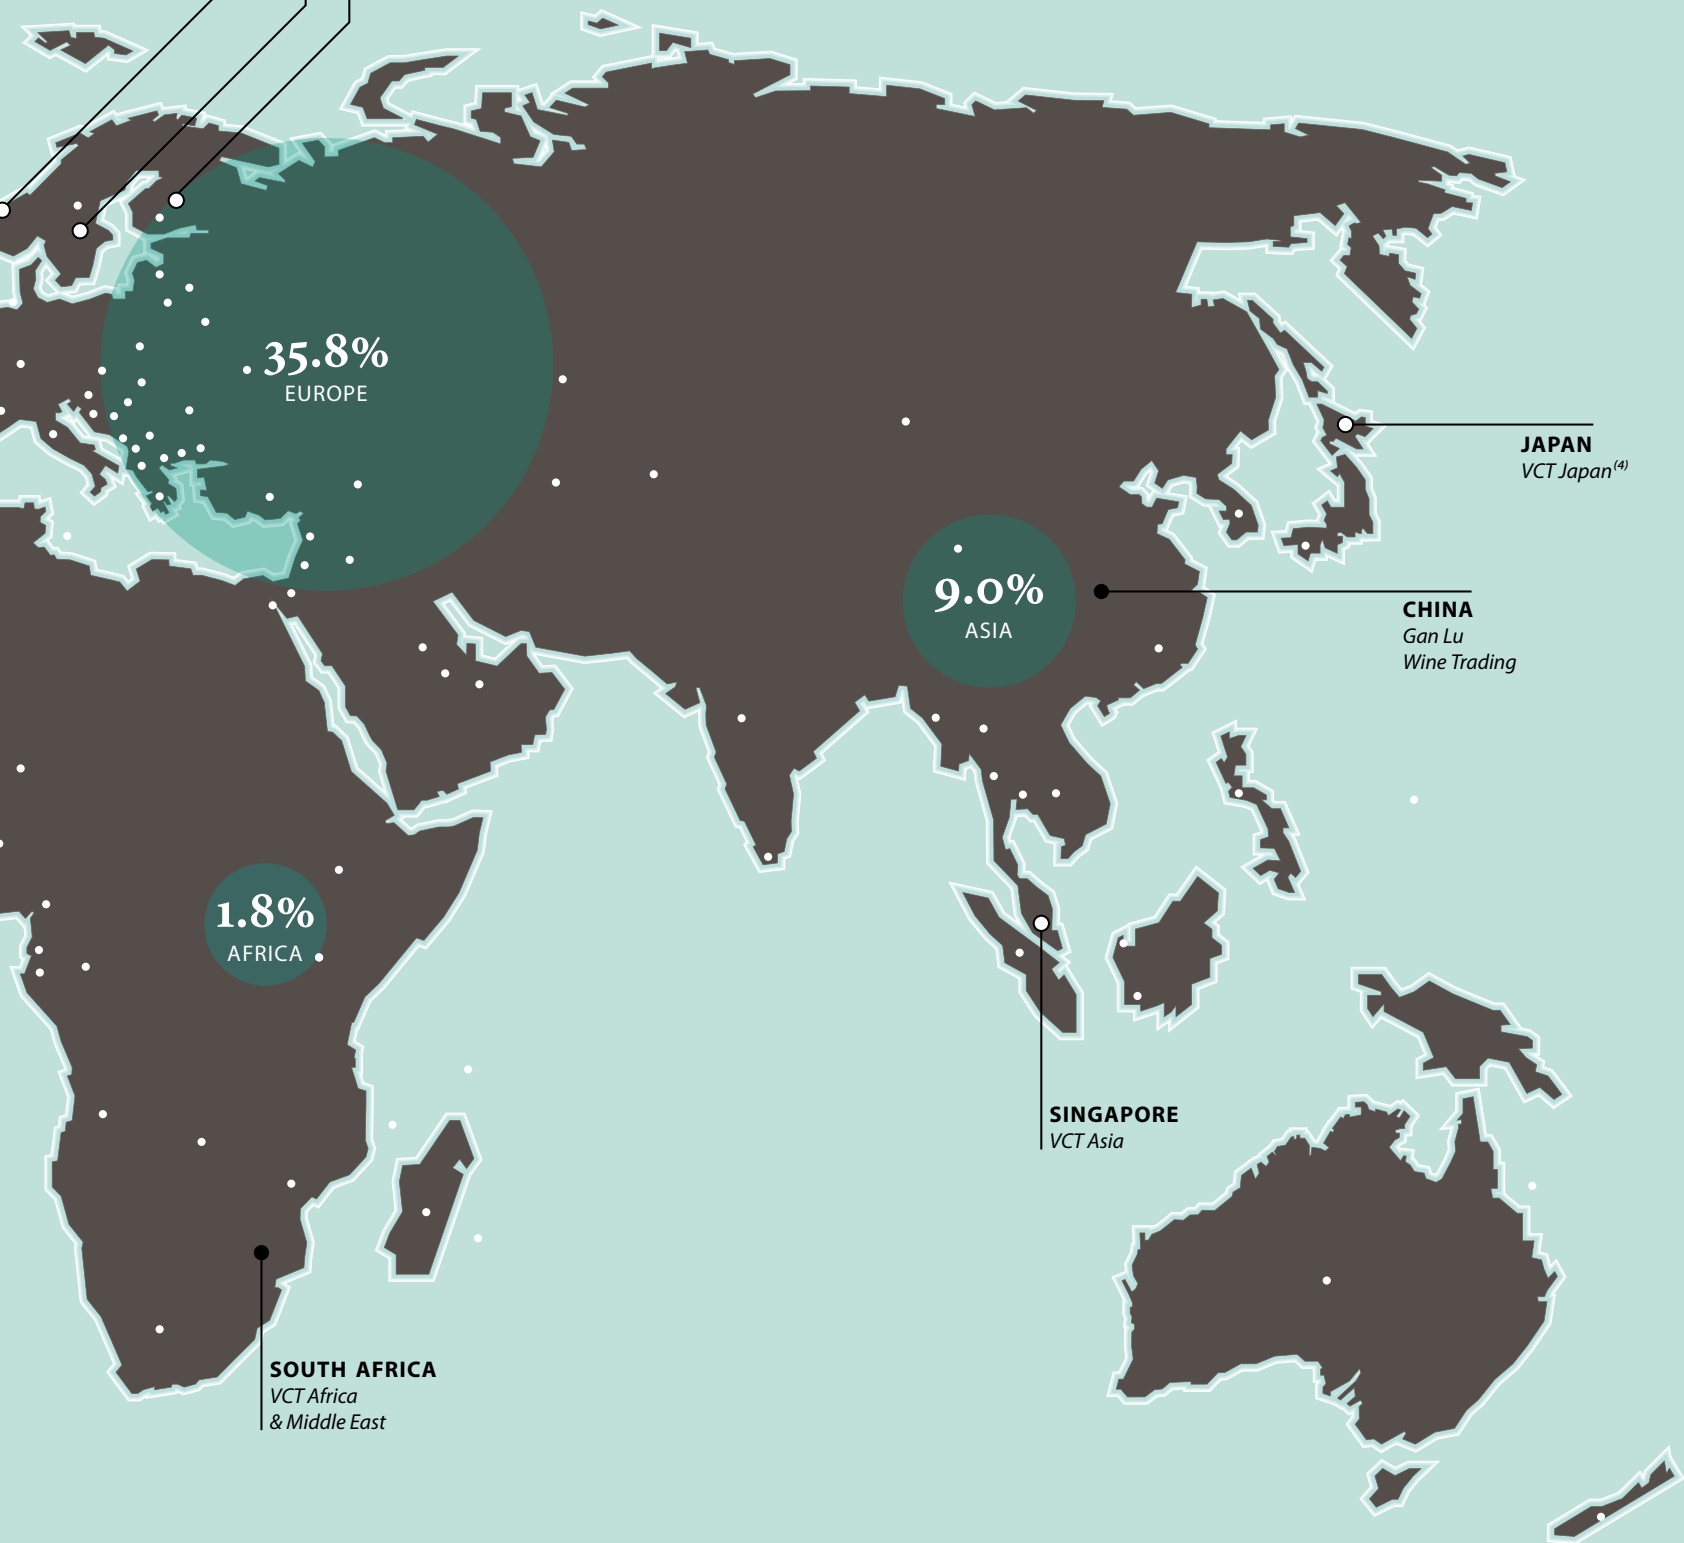 35.8%
EUROPE
JAPAN
VCT Japan(4)
9.0%
ASIA
CHINA
Gan Lu
Wine Trading
1.8%
AFRICA
SINGAPORE
VCT Asia
SOUTH AFRICA
VCT Africa
& Middle East